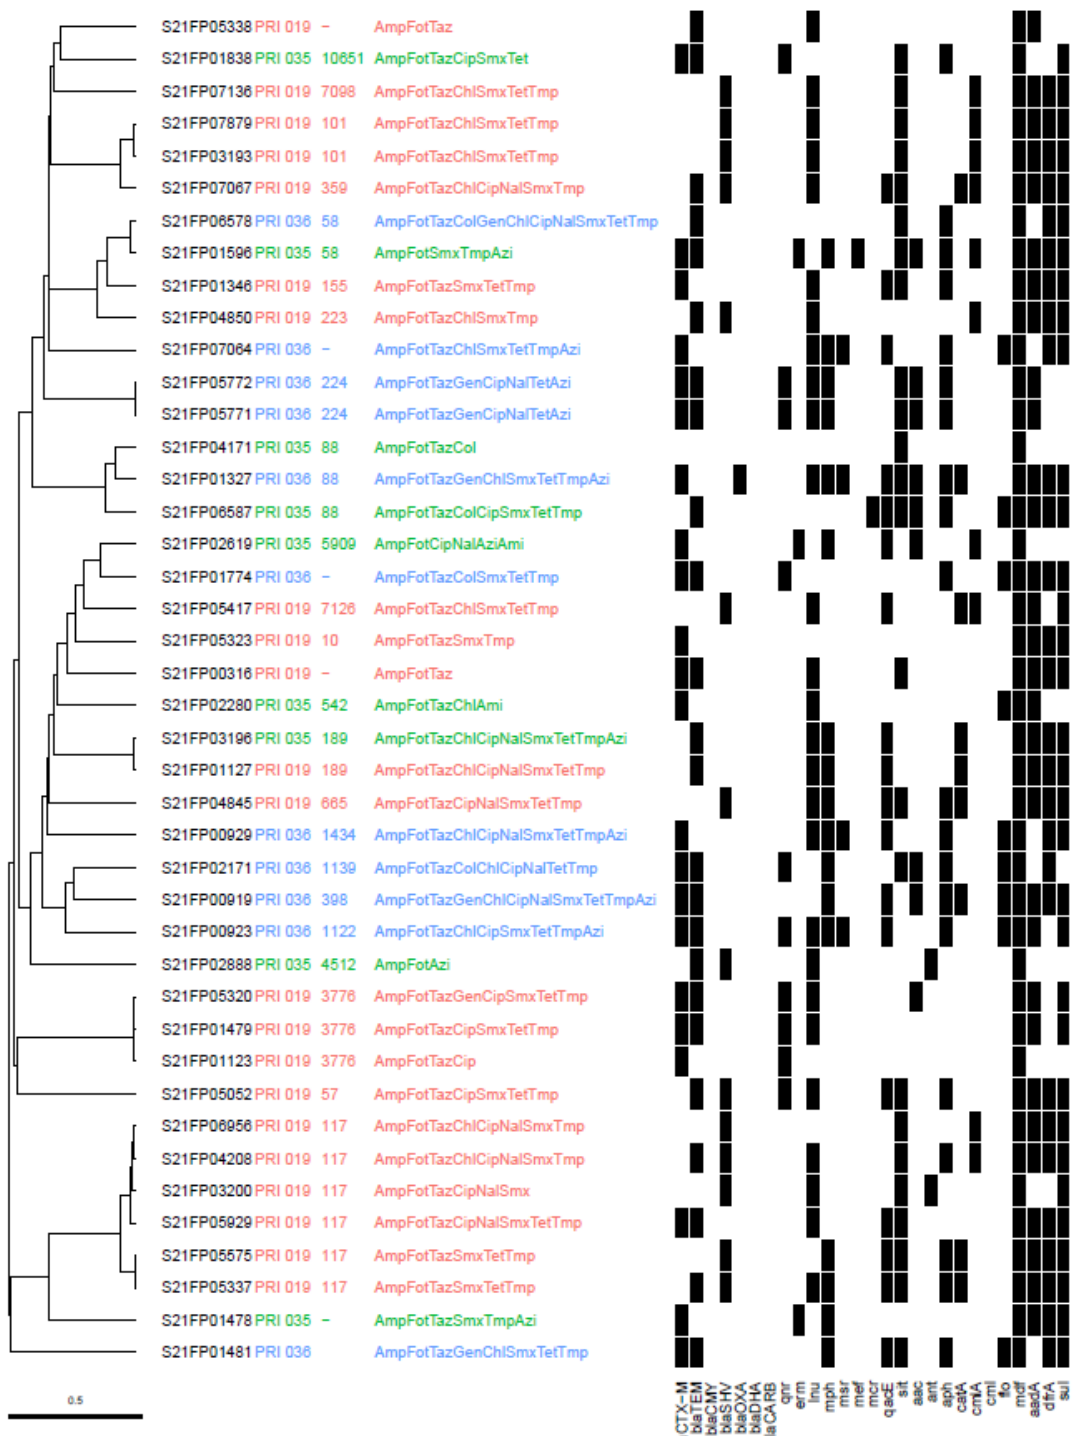 S21FP05338 PRI 019 – AmpFotTaz
S21FP01838 PRI 035 10651 AmpFotTazCipSmxTet
S21FP07136 PRI 019 7098 AmpFotTazChlSmxTetTmp
S21FP07879 PRI 019 101 AmpFotTazChlSmxTetTmp
S21FP03193 PRI 019 101 AmpFotTazChlSmxTetTmp
S21FP07067 PRI 019 359 AmpFotTazChlCipNalSmxTmp
S21FP06578 PRI 036 58 AmpFotTazColGenChlCipNalSmxTetTmp
S21FP01596 PRI 035 58 AmpFotSmxTmpAzi
S21FP01346 PRI 019 155 AmpFotTazSmxTetTmp
S21FP04850 PRI 019 223 AmpFotTazChlSmxTmp
S21FP07064 PRI 036 – AmpFotTazChlSmxTetTmpAzi
S21FP05772 PRI 036 224 AmpFotTazGenCipNalTetAzi
S21FP05771 PRI 036 224 AmpFotTazGenCipNalTetAzi
S21FP04171 PRI 035 88 AmpFotTazCol
S21FP01327 PRI 036 88 AmpFotTazGenChlSmxTetTmpAzi
S21FP06587 PRI 035 88 AmpFotTazColCipSmxTetTmp
S21FP02619 PRI 035 5909 AmpFotCipNalAziAmi
S21FP01774 PRI 036 – AmpFotTazColSmxTetTmp
S21FP05417 PRI 019 7126 AmpFotTazChlSmxTetTmp
S21FP05323 PRI 019 10 AmpFotTazSmxTmp
S21FP00316 PRI 019 – AmpFotTaz
S21FP02280 PRI 035 542 AmpFotTazChlAmi
S21FP03196 PRI 035 189 AmpFotTazChlCipNalSmxTetTmpAzi
S21FP01127 PRI 019 189 AmpFotTazChlCipNalSmxTetTmp
S21FP04845 PRI 019 665 AmpFotTazCipNalSmxTetTmp
S21FP00929 PRI 036 1434 AmpFotTazChlCipNalSmxTetTmpAzi
S21FP02171 PRI 036 1139 AmpFotTazColChlCipNalTetTmp
S21FP00919 PRI 036 398 AmpFotTazGenChlCipNalSmxTetTmpAzi
S21FP00923 PRI 036 1122 AmpFotTazChlCipSmxTetTmpAzi
S21FP02888 PRI 035 4512 AmpFotAzi
S21FP05320 PRI 019 3776 AmpFotTazGenCipSmxTetTmp
S21FP01479 PRI 019 3776 AmpFotTazCipSmxTetTmp
S21FP01123 PRI 019 3776 AmpFotTazCip
S21FP05052 PRI 019 57 AmpFotTazCipSmxTetTmp
S21FP06956 PRI 019 117 AmpFotTazChlCipNalSmxTmp
S21FP04208 PRI 019 117 AmpFotTazChlCipNalSmxTmp
S21FP03200 PRI 019 117 AmpFotTazCipNalSmx
S21FP05929 PRI 019 117 AmpFotTazCipNalSmxTetTmp
S21FP05575 PRI 019 117 AmpFotTazSmxTetTmp
S21FP05337 PRI 019 117 AmpFotTazSmxTetTmp
S21FP01478 PRI 035 – AmpFotTazSmxTmpAzi
S21FP01481 PRI 036 AmpFotTazGenChlSmxTetTmp
0.5
CTX-M
blaTEM
blaCMY
blaSHV
blaOXA
blaDHA
blaCARB
qnr
erm
lnu
mph
msr
mef
mcr
qacE
sit
aac
ant
aph
catA
cmlA
cml
flo
mdf
aadA
dfrA
sul